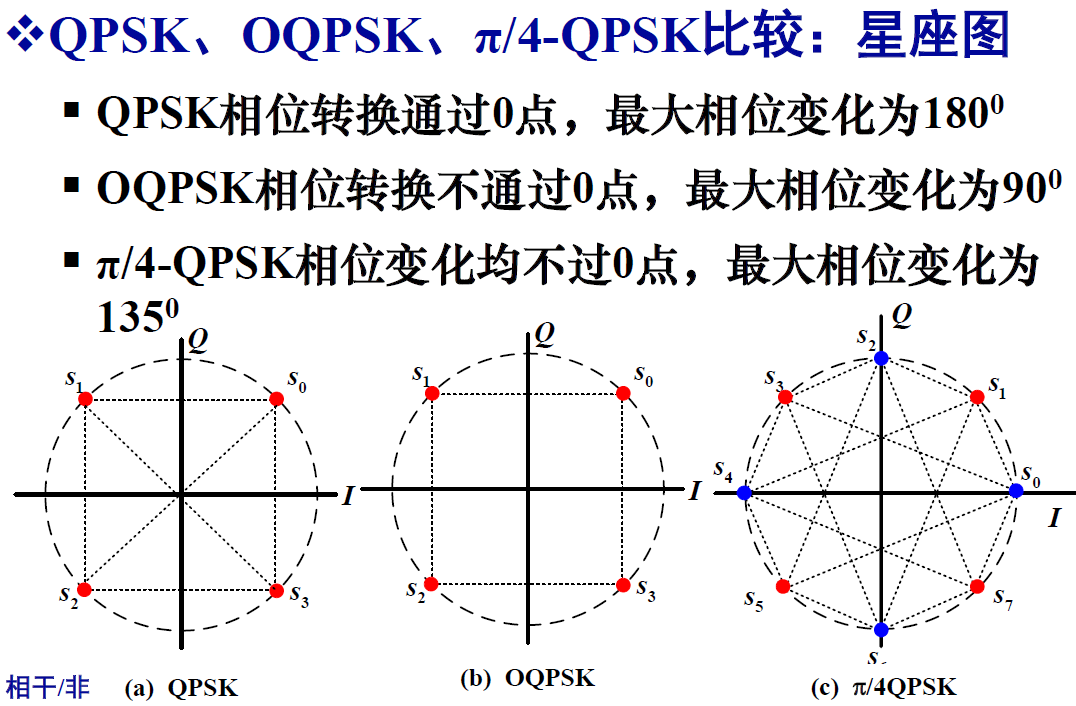 ❖QPSK、OQPSK、π/4-QPSK比较：星座图
▪ QPSK相位转换通过0点，最大相位变化为180⁰
▪ OQPSK相位转换不通过0点，最大相位变化为90⁰
▪ π/4-QPSK相位变化均不过0点，最大相位变化为
135⁰
Q
s₁
s₀
I
s₂
s₃
(a) QPSK
Q
s₁
s₀
I
s₂
s₃
(b) OQPSK
Q
s₂
s₃
s₁
s₄
s₀
I
s₅
s₇
(c) π/4QPSK
相干/非